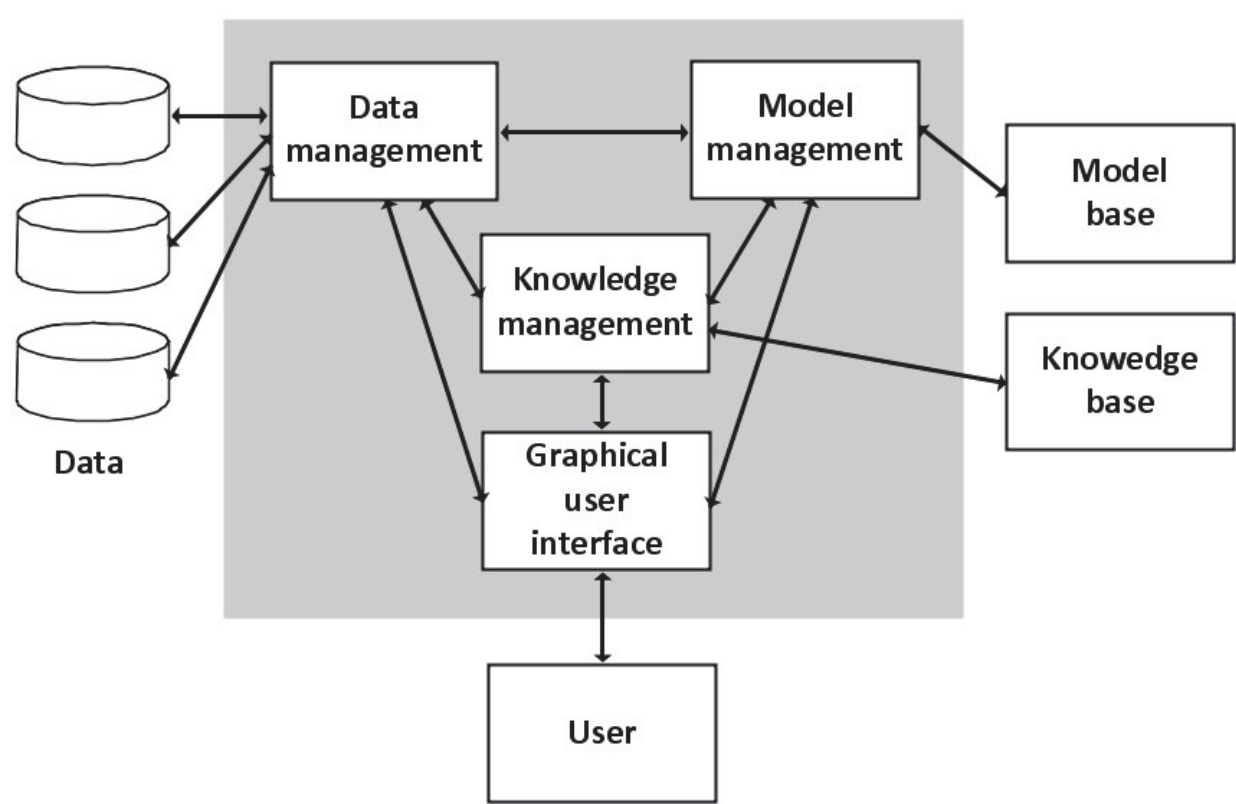 Data
management
Model
management
Model
base
Knowledge
management
Knowedge
base
Data
Graphical
user
interface
User